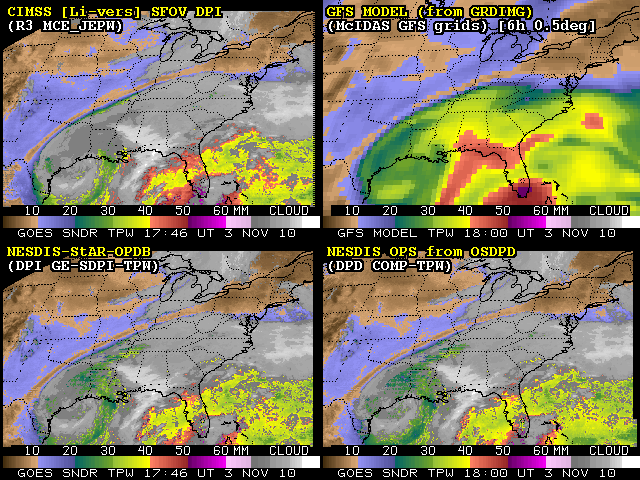 CIMSS [Li-vers] SFOV DPI
(R3 MCE_JEPW)
10 20 30 40 50 60 MM CLOUD
GOES SNDR TPW 17:46 UT 3 NOV 10
GFS MODEL (from GRDIMG)
(McIDAS GFS grids) [6h 0.5deg]
10 20 30 40 50 60 MM CLOUD
GFS MODEL TPW 18:00 UT 3 NOV 10
NESDIS-StAR-OPDB
(DPI GE-SDPI-TPW)
10 20 30 40 50 60 MM CLOUD
GOES SNDR TPW 17:46 UT 3 NOV 10
NESDIS OPS from OSDPD
(DPD COMP-TPW)
10 20 30 40 50 60 MM CLOUD
GOES SNDR TPW 18:00 UT 3 NOV 10